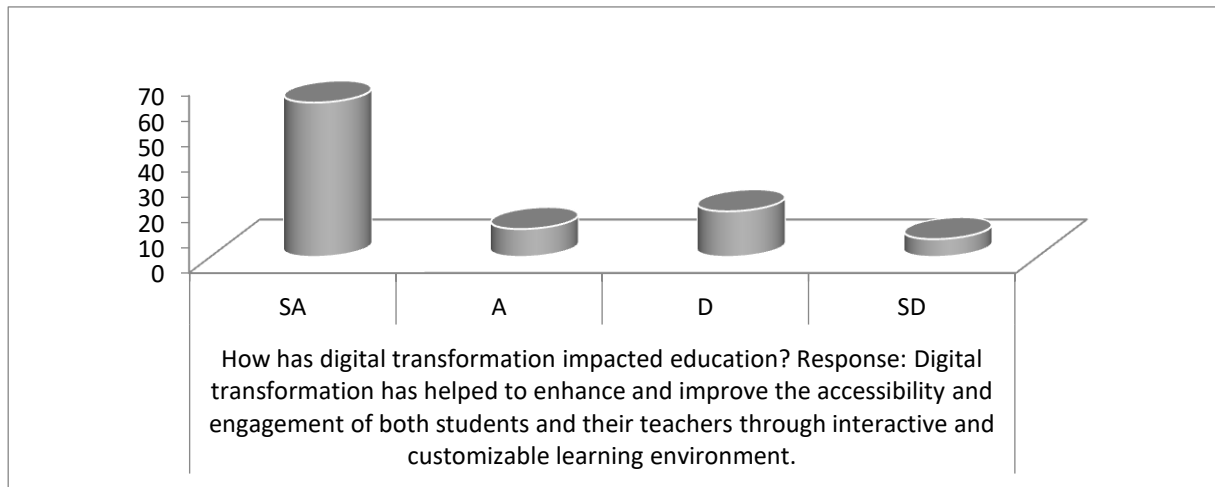 70
60
50
40
30
20
10
0
SA A D SD
How has digital transformation impacted education? Response: Digital
transformation has helped to enhance and improve the accessibility and
engagement of both students and their teachers through interactive and
customizable learning environment.